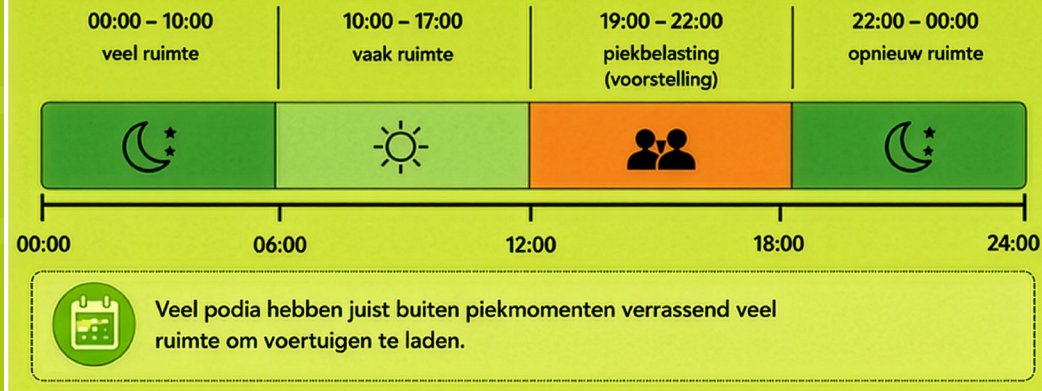 00:00 – 10:00
veel ruimte
10:00 – 17:00
vaak ruimte
19:00 – 22:00
piekbelasting
(voorstelling)
22:00 – 00:00
opnieuw ruimte
00:00
06:00
12:00
18:00
24:00
Veel podia hebben juist buiten piekmomenten verrassend veel
ruimte om voertuigen te laden.